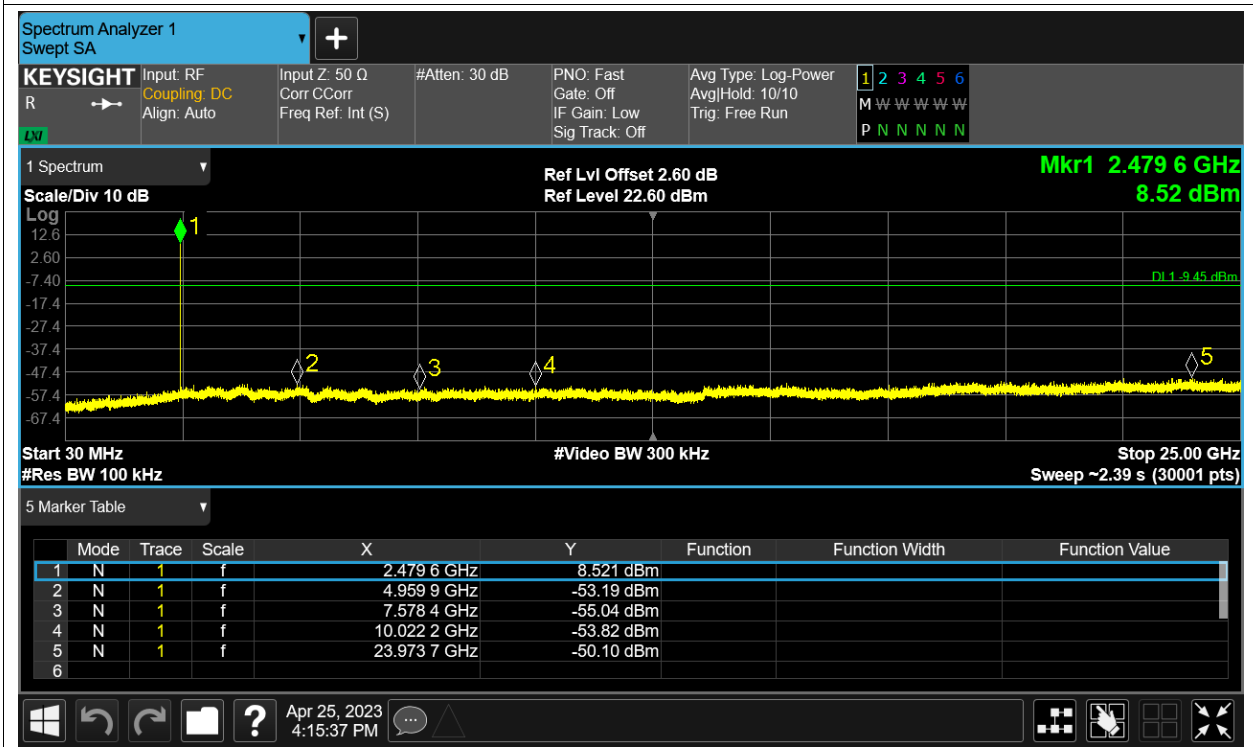 Spectrum Analyzer 1
Swept SA
+
KEYSIGHT Input: RF Input Z: 50 Ω #Atten: 30 dB PNO: Fast Avg Type: Log-Power 1 2 3 4 5 6
R Coupling: DC Corr CCorr Gate: Off Avg|Hold: 10/10 M W W W W W
Align: Auto Freq Ref: Int (S) IF Gain: Low Trig: Free Run
LXI Sig Track: Off P N N N N N
1 Spectrum Ref Lvl Offset 2.60 dB Mkr1 2.479 6 GHz
Scale/Div 10 dB Ref Level 22.60 dBm 8.52 dBm
Log
1
12.6
2.60
-7.40
DL1 -9.45 dBm
-17.4
-27.4
-37.4
2 3 4 5
-47.4
-57.4
-67.4
Start 30 MHz #Video BW 300 kHz Stop 25.00 GHz
#Res BW 100 kHz Sweep ~2.39 s (30001 pts)
5 Marker Table
Mode Trace Scale X Y Function Function Width Function Value
1 N 1 f 2.479 6 GHz 8.521 dBm
2 N 1 f 4.959 9 GHz -53.19 dBm
3 N 1 f 7.578 4 GHz -55.04 dBm
4 N 1 f 10.022 2 GHz -53.82 dBm
5 N 1 f 23.973 7 GHz -50.10 dBm
6
? Apr 25, 2023
4:15:37 PM